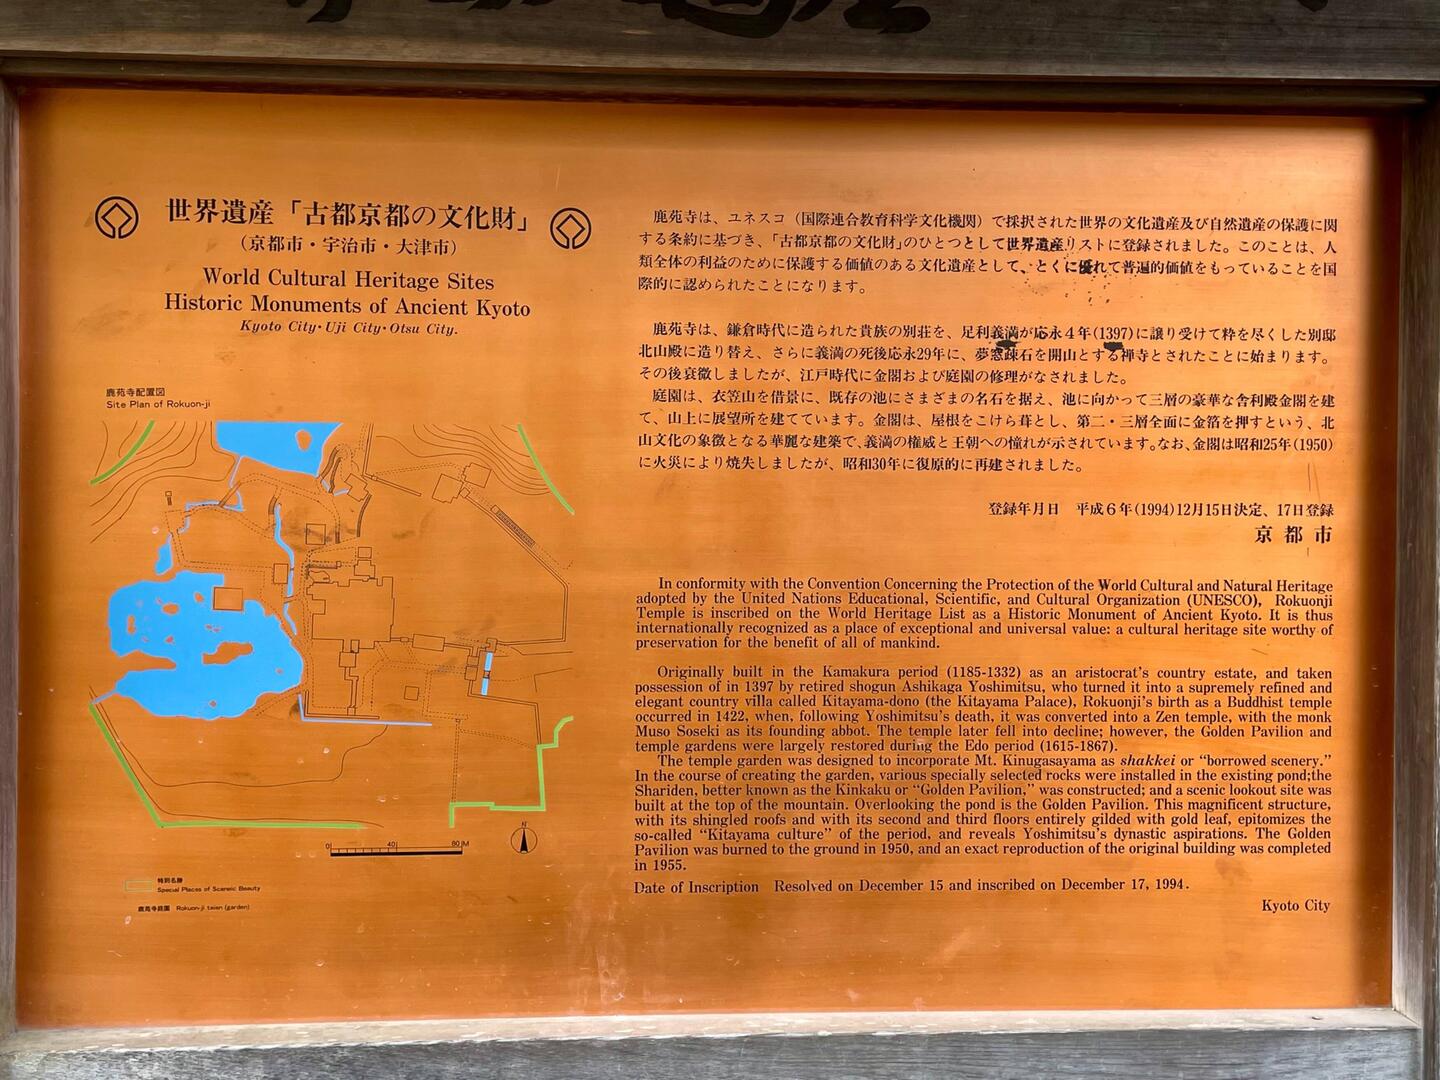 世界遺産「古都京都の文化財」
(京都市・宇治市・大津市)
World Cultural Heritage Sites
Historic Monuments of Ancient Kyoto
Kyoto City・Uji City・Otsu City.
鹿苑寺配置図
Site Plan of Rokuon-ji
0 40 80M
N
特別名勝
Special Places of Sceneic Beauty
鹿苑寺庭園 Rokuon-ji teien (garden)
鹿苑寺は、ユネスコ（国際連合教育科学文化機関）で採択された世界の文化遺産及び自然遺産の保護に関
する条約に基づき、「古都京都の文化財」のひとつとして世界遺産リストに登録されました。このことは、人
類全体の利益のために保護する価値のある文化遺産として、とくに優れて普遍的価値をもっていることを国
際的に認められたことになります。
鹿苑寺は、鎌倉時代に造られた貴族の別荘を、足利義満が応永４年(1397)に譲り受けて粋を尽くした別邸
北山殿に造り替え、さらに義満の死後応永29年に、夢窓疎石を開山とする禅寺とされたことに始まります。
その後衰微しましたが、江戸時代に金閣および庭園の修理がなされました。
庭園は、衣笠山を借景に、既存の池にさまざまの名石を据え、池に向かって三層の豪華な舎利殿金閣を建
て、山上に展望所を建てています。金閣は、屋根をこけら葺とし、第二・三層全面に金箔を押すという、北
山文化の象徴となる華麗な建築で、義満の権威と王朝への憧れが示されています。なお、金閣は昭和25年(1950)
に火災により焼失しましたが、昭和30年に復原的に再建されました。
登録年月日　平成６年(1994)12月15日決定、17日登録
京都市
In conformity with the Convention Concerning the Protection of the World Cultural and Natural Heritage
adopted by the United Nations Educational, Scientific, and Cultural Organization (UNESCO), Rokuonji
Temple is inscribed on the World Heritage List as a Historic Monument of Ancient Kyoto. It is thus
internationally recognized as a place of exceptional and universal value: a cultural heritage site worthy of
preservation for the benefit of all of mankind.
Originally built in the Kamakura period (1185-1332) as an aristocrat's country estate, and taken
possession of in 1397 by retired shogun Ashikaga Yoshimitsu, who turned it into a supremely refined and
elegant country villa called Kitayama-dono (the Kitayama Palace), Rokuonji's birth as a Buddhist temple
occurred in 1422, when, following Yoshimitsu's death, it was converted into a Zen temple, with the monk
Muso Soseki as its founding abbot. The temple later fell into decline; however, the Golden Pavilion and
temple gardens were largely restored during the Edo period (1615-1867).
The temple garden was designed to incorporate Mt. Kinugasayama as shakkei or “borrowed scenery.”
In the course of creating the garden, various specially selected rocks were installed in the existing pond;the
Shariden, better known as the Kinkaku or “Golden Pavilion,” was constructed; and a scenic lookout site was
built at the top of the mountain. Overlooking the pond is the Golden Pavilion. This magnificent structure,
with its shingled roofs and with its second and third floors entirely gilded with gold leaf, epitomizes the
so-called “Kitayama culture” of the period, and reveals Yoshimitsu's dynastic aspirations. The Golden
Pavilion was burned to the ground in 1950, and an exact reproduction of the original building was completed
in 1955.
Date of Inscription Resolved on December 15 and inscribed on December 17, 1994.
Kyoto City